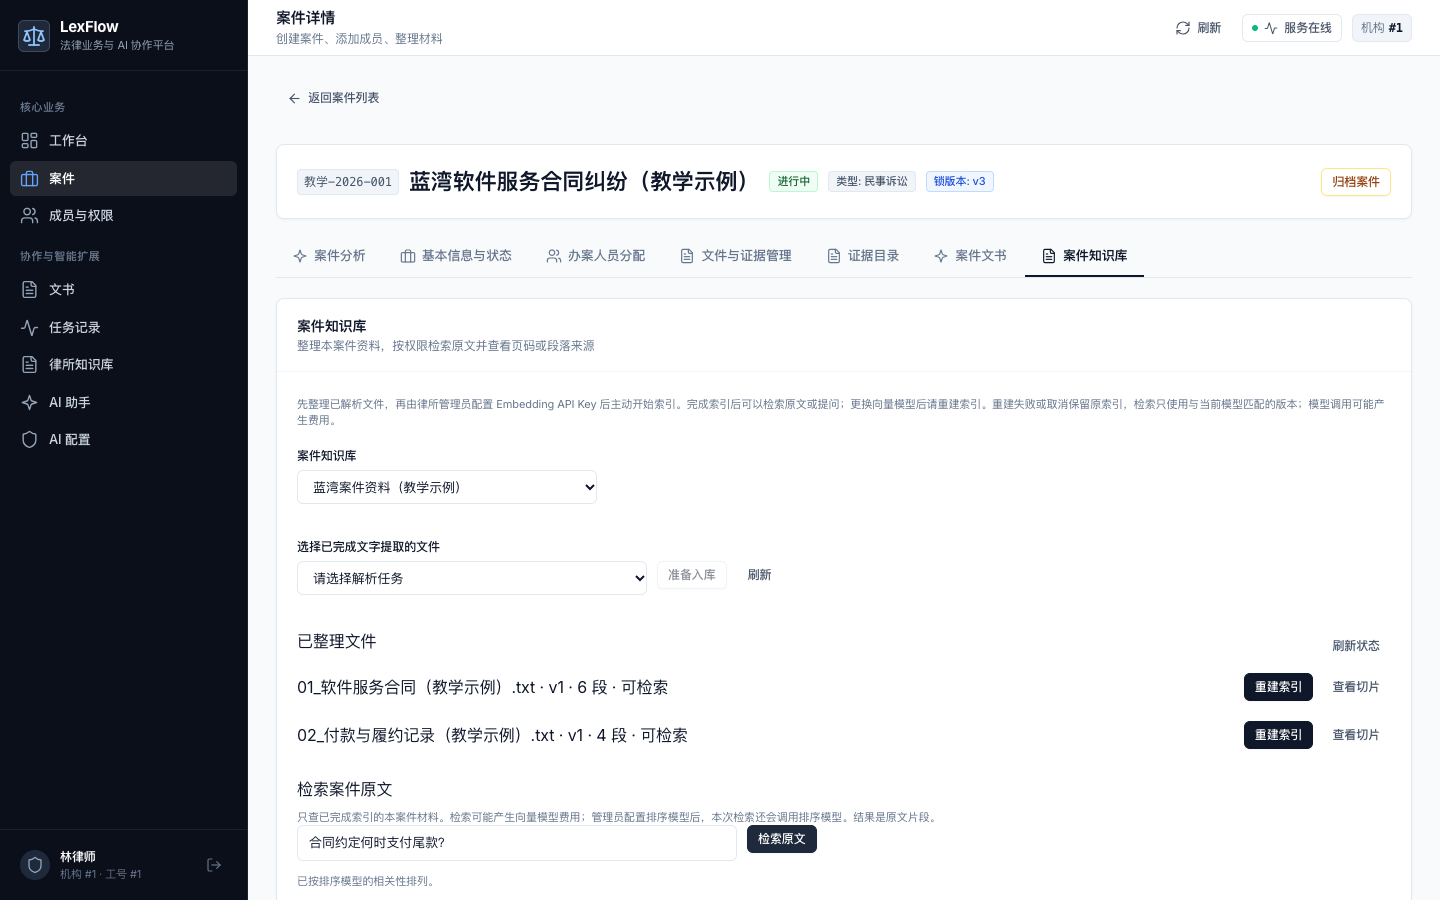 LexFlow
法律业务与 AI 协作平台
核心业务
工作台
案件
成员与权限
协作与智能扩展
文书
任务记录
律所知识库
AI 助手
AI 配置
林律师
机构 #1 · 工号 #1
案件详情
创建案件、添加成员、整理材料
刷新
服务在线
机构 #1
返回案件列表
教学-2026-001
蓝湾软件服务合同纠纷（教学示例）
进行中
类型: 民事诉讼
锁版本: v3
归档案件
案件分析
基本信息与状态
办案人员分配
文件与证据管理
证据目录
案件文书
案件知识库
案件知识库
整理本案件资料，按权限检索原文并查看页码或段落来源
先整理已解析文件，再由律所管理员配置 Embedding API Key 后主动开始索引。完成索引后可以检索原文或提问；更换向量模型后请重建索引。重建失败或取消保留原索引，检索只使用与当前模型匹配的版本；模型调用可能产
生费用。
案件知识库
蓝湾案件资料（教学示例）
选择已完成文字提取的文件
请选择解析任务
准备入库
刷新
已整理文件
刷新状态
01_软件服务合同（教学示例）.txt · v1 · 6 段 · 可检索
重建索引
查看切片
02_付款与履约记录（教学示例）.txt · v1 · 4 段 · 可检索
重建索引
查看切片
检索案件原文
只查已完成索引的本案件材料。检索可能产生向量模型费用；管理员配置排序模型后，本次检索还会调用排序模型。结果是原文片段。
合同约定何时支付尾款?
检索原文
已按排序模型的相关性排列。